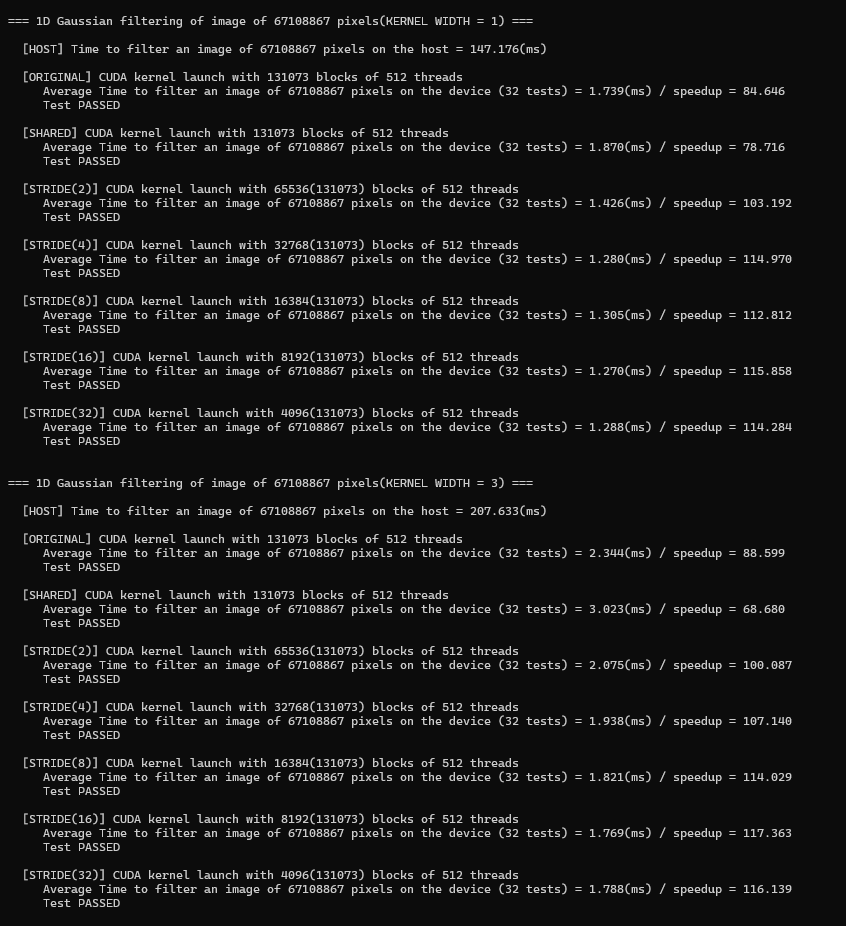 === 1D Gaussian filtering of image of 67108867 pixels(KERNEL WIDTH = 1) ===
[HOST] Time to filter an image of 67108867 pixels on the host = 147.176(ms)
[ORIGINAL] CUDA kernel launch with 131073 blocks of 512 threads
Average Time to filter an image of 67108867 pixels on the device (32 tests) = 1.739(ms) / speedup = 84.646
Test PASSED
[SHARED] CUDA kernel launch with 131073 blocks of 512 threads
Average Time to filter an image of 67108867 pixels on the device (32 tests) = 1.870(ms) / speedup = 78.716
Test PASSED
[STRIDE(2)] CUDA kernel launch with 65536(131073) blocks of 512 threads
Average Time to filter an image of 67108867 pixels on the device (32 tests) = 1.426(ms) / speedup = 103.192
Test PASSED
[STRIDE(4)] CUDA kernel launch with 32768(131073) blocks of 512 threads
Average Time to filter an image of 67108867 pixels on the device (32 tests) = 1.280(ms) / speedup = 114.970
Test PASSED
[STRIDE(8)] CUDA kernel launch with 16384(131073) blocks of 512 threads
Average Time to filter an image of 67108867 pixels on the device (32 tests) = 1.305(ms) / speedup = 112.812
Test PASSED
[STRIDE(16)] CUDA kernel launch with 8192(131073) blocks of 512 threads
Average Time to filter an image of 67108867 pixels on the device (32 tests) = 1.270(ms) / speedup = 115.858
Test PASSED
[STRIDE(32)] CUDA kernel launch with 4096(131073) blocks of 512 threads
Average Time to filter an image of 67108867 pixels on the device (32 tests) = 1.288(ms) / speedup = 114.284
Test PASSED
=== 1D Gaussian filtering of image of 67108867 pixels(KERNEL WIDTH = 3) ===
[HOST] Time to filter an image of 67108867 pixels on the host = 207.633(ms)
[ORIGINAL] CUDA kernel launch with 131073 blocks of 512 threads
Average Time to filter an image of 67108867 pixels on the device (32 tests) = 2.344(ms) / speedup = 88.599
Test PASSED
[SHARED] CUDA kernel launch with 131073 blocks of 512 threads
Average Time to filter an image of 67108867 pixels on the device (32 tests) = 3.023(ms) / speedup = 68.680
Test PASSED
[STRIDE(2)] CUDA kernel launch with 65536(131073) blocks of 512 threads
Average Time to filter an image of 67108867 pixels on the device (32 tests) = 2.075(ms) / speedup = 100.087
Test PASSED
[STRIDE(4)] CUDA kernel launch with 32768(131073) blocks of 512 threads
Average Time to filter an image of 67108867 pixels on the device (32 tests) = 1.938(ms) / speedup = 107.140
Test PASSED
[STRIDE(8)] CUDA kernel launch with 16384(131073) blocks of 512 threads
Average Time to filter an image of 67108867 pixels on the device (32 tests) = 1.821(ms) / speedup = 114.029
Test PASSED
[STRIDE(16)] CUDA kernel launch with 8192(131073) blocks of 512 threads
Average Time to filter an image of 67108867 pixels on the device (32 tests) = 1.769(ms) / speedup = 117.363
Test PASSED
[STRIDE(32)] CUDA kernel launch with 4096(131073) blocks of 512 threads
Average Time to filter an image of 67108867 pixels on the device (32 tests) = 1.788(ms) / speedup = 116.139
Test PASSED